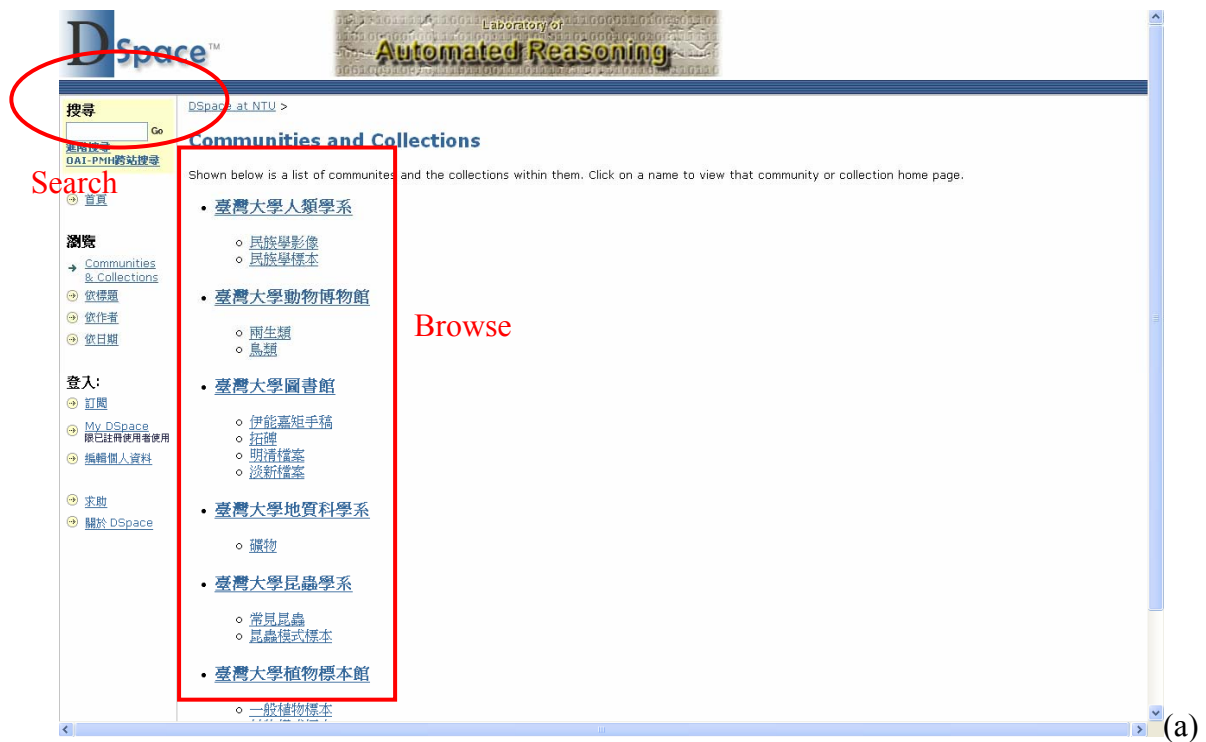 DSpace™
Laboratory of
Automated Reasoning
搜尋
Go
進階搜尋
OAI-PMH跨站搜尋
Search
首頁
瀏覽
Communities
& Collections
依標題
依作者
依日期
登入:
訂閱
My DSpace
限已註冊使用者使用
編輯個人資料
求助
關於 DSpace
DSpace at NTU >
Communities and Collections
Shown below is a list of communites and the collections within them. Click on a name to view that community or collection home page.
臺灣大學人類學系
民族學影像
民族學標本
臺灣大學動物博物館
兩生類
鳥類
Browse
臺灣大學圖書館
伊能嘉矩手稿
拓碑
明清檔案
淡新檔案
臺灣大學地質科學系
礦物
臺灣大學昆蟲學系
常見昆蟲
昆蟲模式標本
臺灣大學植物標本館
一般植物標本
(a)